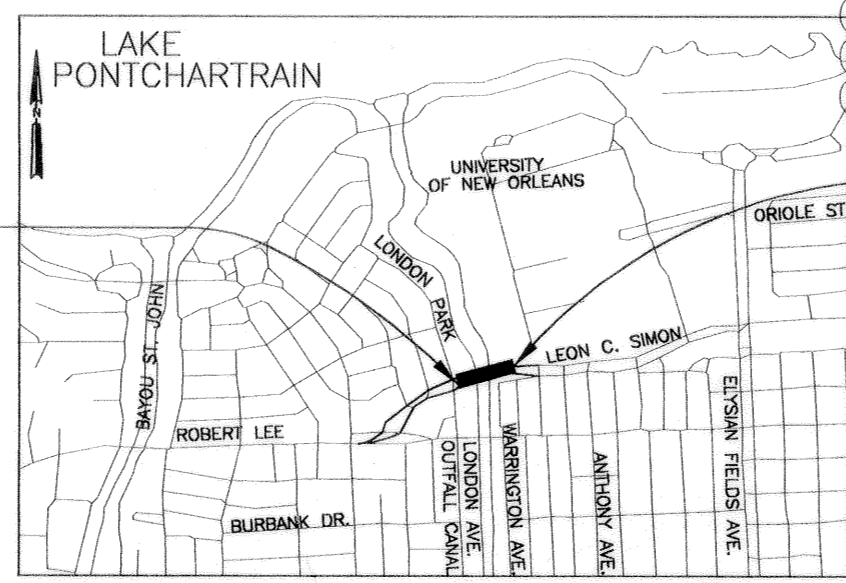 LAKE
PONTCHARTRAIN
N
UNIVERSITY
OF NEW ORLEANS
ORIOLE ST
LONDON
PARK
BAYOU ST. JOHN
LEON C. SIMON
ROBERT LEE
BURBANK DR.
LONDON AVE.
OUTFALL CANAL
WARRINGTON AVE.
ANTHONY AVE.
ELYSIAN FIELDS AVE.